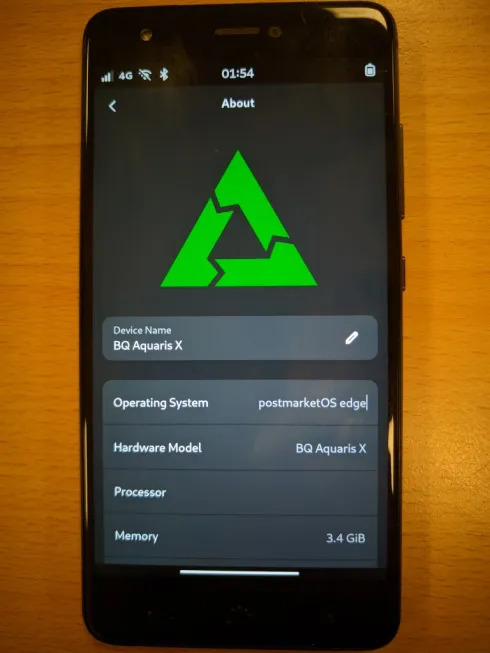 4G
01:54
About
Device Name
BQ Aquaris X
Operating System postmarketOS edge
Hardware Model BQ Aquaris X
Processor
Memory 3.4 GiB